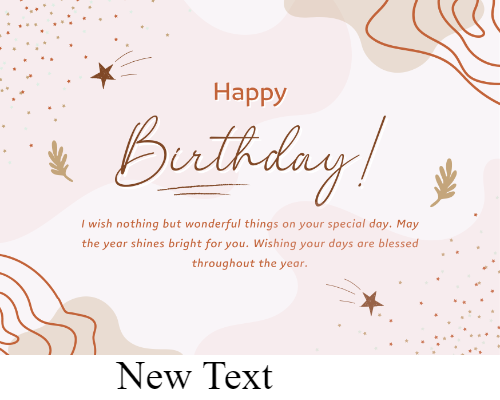 Happy
Birthday!
I wish nothing but wonderful things on your special day. May
the year shines bright for you. Wishing your days are blessed
throughout the year.
New Text